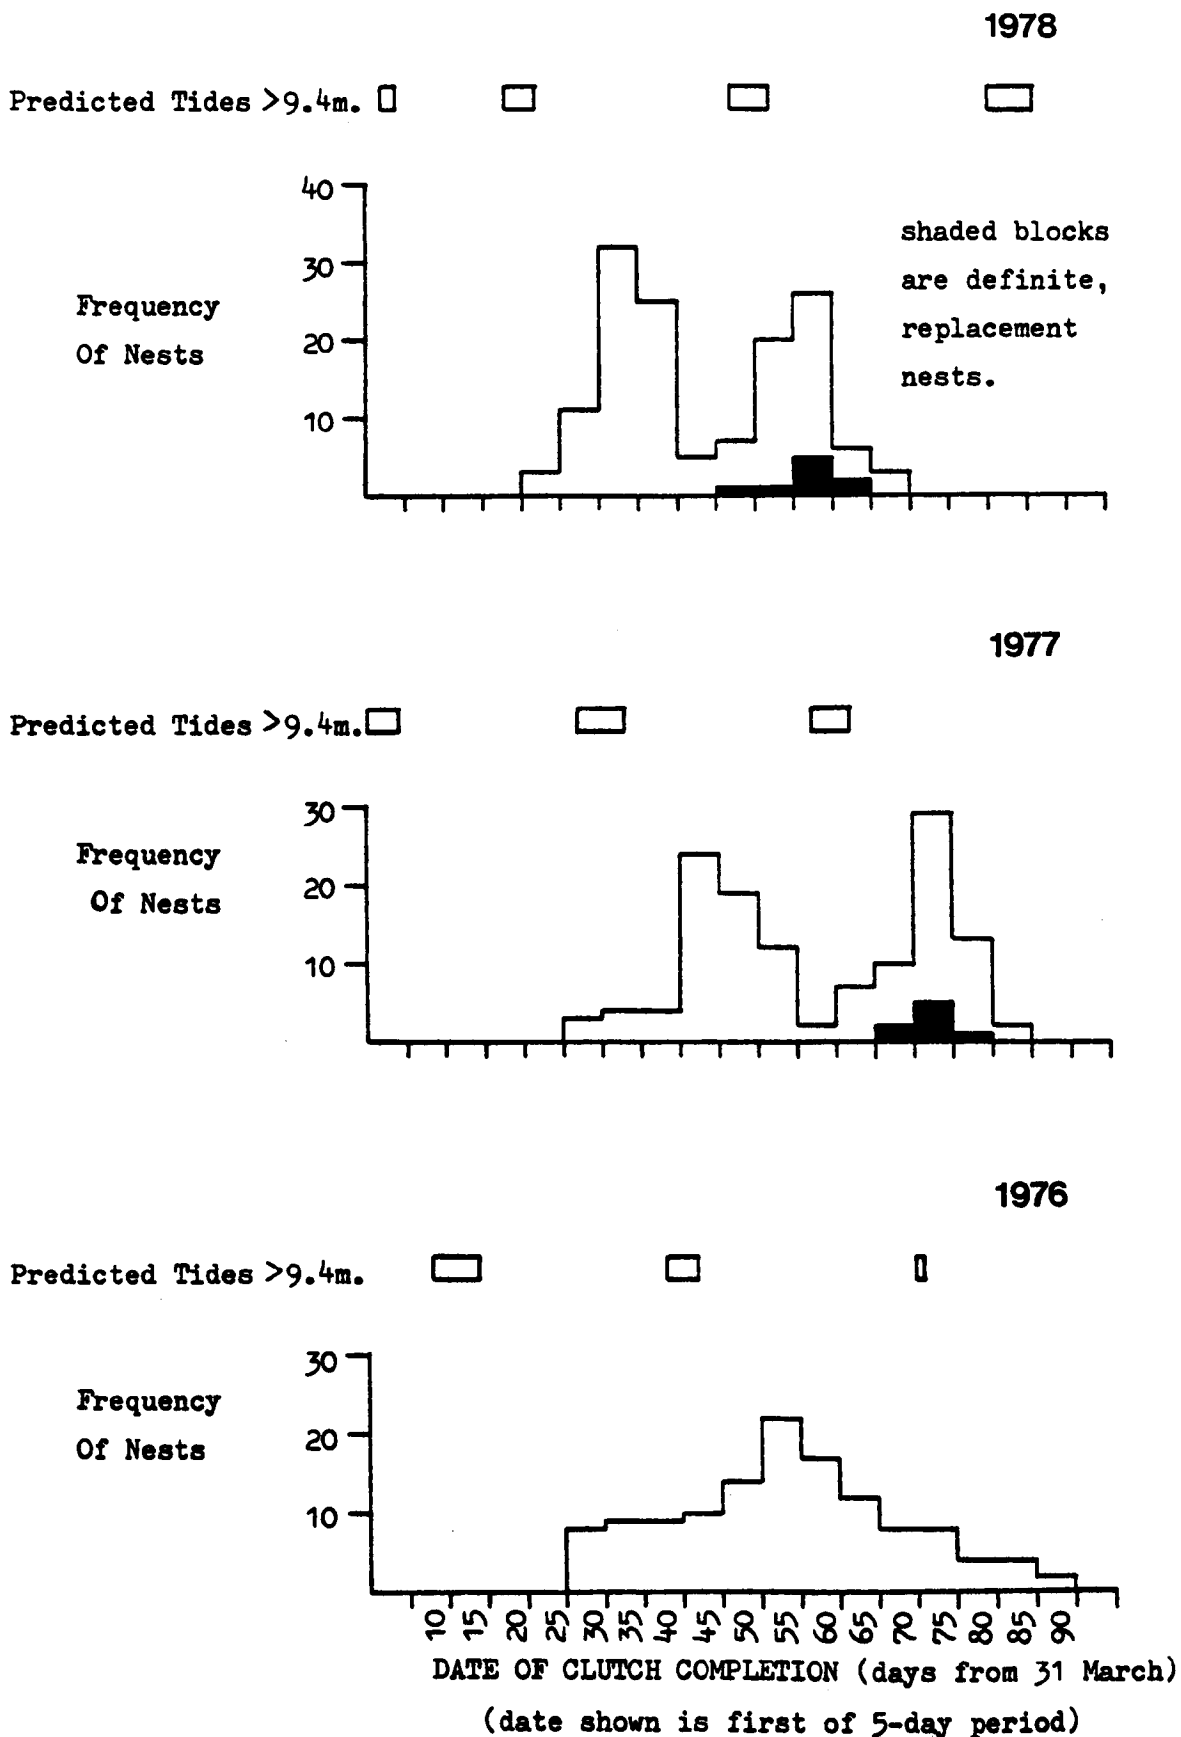 1978
Predicted Tides >9.4m.
40
30
20
10
Frequency
Of Nests
shaded blocks
are definite,
replacement
nests.
1977
Predicted Tides >9.4m.
30
20
10
Frequency
Of Nests
1976
Predicted Tides >9.4m.
30
20
10
Frequency
Of Nests
10 15 20 25 30 35 40 45 50 55 60 65 70 75 80 85 90
DATE OF CLUTCH COMPLETION (days from 31 March)
(date shown is first of 5-day period)